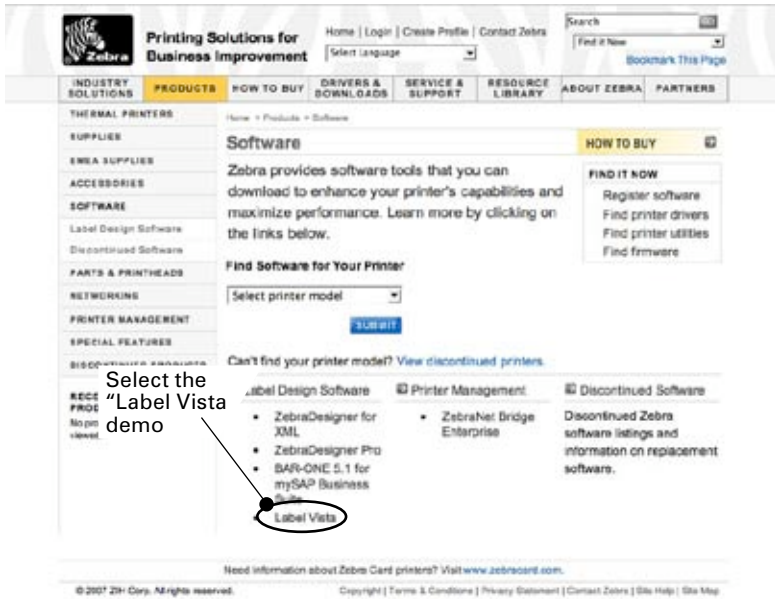 Zebra
Printing Solutions for
Business Improvement
Home | Login | Create Profile | Contact Zebra
Select Language
Search
Find it Now
Bookmark This Page
INDUSTRY SOLUTIONS
PRODUCTS
HOW TO BUY
DRIVERS & DOWNLOADS
SERVICE & SUPPORT
RESOURCE LIBRARY
ABOUT ZEBRA
PARTNERS
THERMAL PRINTERS
SUPPLIES
EMEA SUPPLIES
ACCESSORIES
SOFTWARE
Label Design Software
Discontinued Software
PARTS & PRINTHEADS
NETWORKING
PRINTER MANAGEMENT
SPECIAL FEATURES
DISCONTINUED PRODUCTS
Home > Products > Software
Software
Zebra provides software tools that you can
download to enhance your printer's capabilities and
maximize performance. Learn more by clicking on
the links below.
Find Software for Your Printer
Select printer model
SUBMIT
Can't find your printer model? View discontinued printers.
HOW TO BUY
FIND IT NOW
Register software
Find printer drivers
Find printer utilities
Find firmware
Select the
"Label Vista
demo
Label Design Software
• ZebraDesigner for
XML
• ZebraDesigner Pro
• BAR-ONE 5.1 for
mySAP Business
Suite
• Label Vista
Printer Management
• ZebraNet Bridge
Enterprise
Discontinued Software
Discontinued Zebra
software listings and
information on replacement
software.
Need information about Zebra Card printers? Visit www.zebracard.com.
© 2007 ZIH Corp. All rights reserved.
Copyright | Terms & Conditions | Privacy Statement | Contact Zebra | Site Help | Site Map